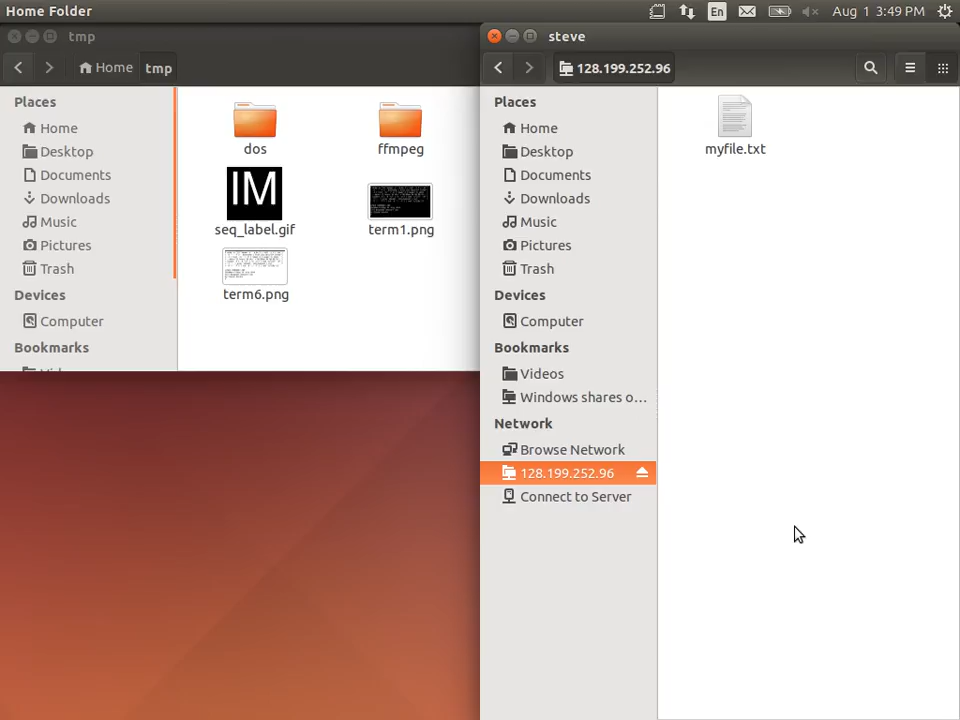 Home Folder
En
Aug 1 3:49 PM
tmp
Home
tmp
Places
Home
Desktop
Documents
Downloads
Music
Pictures
Trash
Devices
Computer
Bookmarks
dos
ffmpeg
IM
seq_label.gif
term1.png
term6.png
steve
128.199.252.96
Places
Home
Desktop
Documents
Downloads
Music
Pictures
Trash
Devices
Computer
Bookmarks
Videos
Windows shares o...
Network
Browse Network
128.199.252.96
Connect to Server
myfile.txt